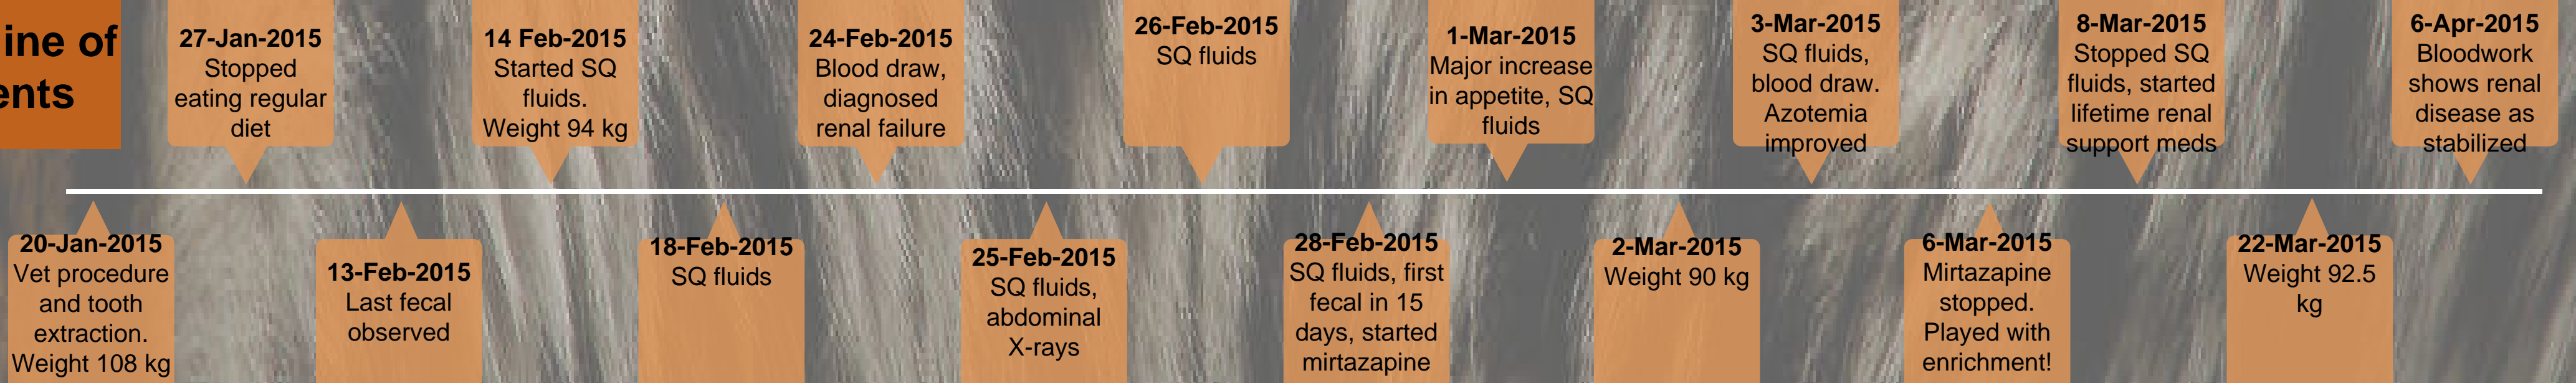 ine of
ents
20-Jan-2015
Vet procedure
and tooth
extraction.
Weight 108 kg
27-Jan-2015
Stopped
eating regular
diet
13-Feb-2015
Last fecal
observed
14 Feb-2015
Started SQ
fluids.
Weight 94 kg
18-Feb-2015
SQ fluids
24-Feb-2015
Blood draw,
diagnosed
renal failure
25-Feb-2015
SQ fluids,
abdominal
X-rays
26-Feb-2015
SQ fluids
28-Feb-2015
SQ fluids, first
fecal in 15
days, started
mirtazapine
1-Mar-2015
Major increase
in appetite, SQ
fluids
2-Mar-2015
Weight 90 kg
3-Mar-2015
SQ fluids,
blood draw.
Azotemia
improved
6-Mar-2015
Mirtazapine
stopped.
Played with
enrichment!
8-Mar-2015
Stopped SQ
fluids, started
lifetime renal
support meds
22-Mar-2015
Weight 92.5
kg
6-Apr-2015
Bloodwork
shows renal
disease as
stabilized